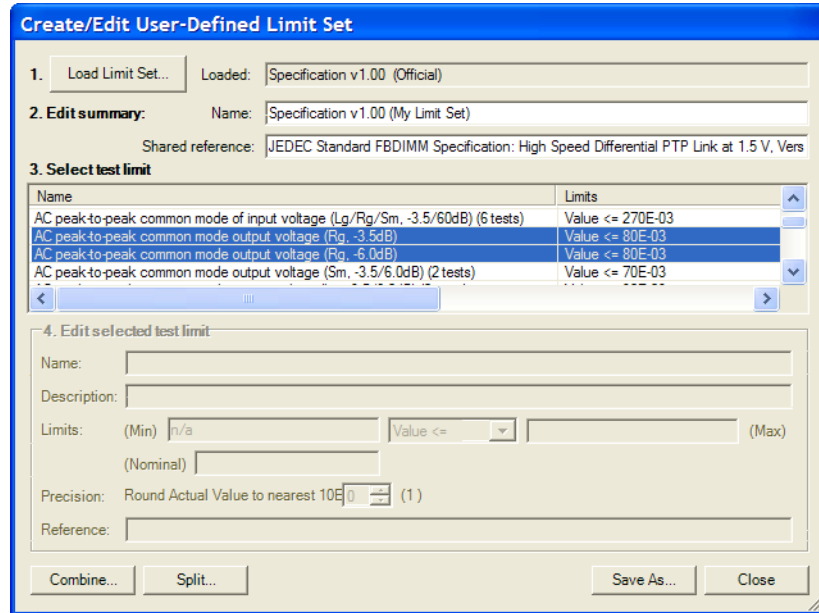 Create/Edit User-Defined Limit Set
1. Load Limit Set... Loaded: Specification v1.00 (Official)
2. Edit summary: Name: Specification v1.00 (My Limit Set)
Shared reference: JEDEC Standard FBDIMM Specification: High Speed Differential PTP Link at 1.5 V, Vers
3. Select test limit
Name Limits
AC peak-to-peak common mode of input voltage (Lg/Rg/Sm, -3.5/60dB) (6 tests) Value <= 270E-03
AC peak-to-peak common mode output voltage (Rg, -3.5dB) Value <= 80E-03
AC peak-to-peak common mode output voltage (Rg, -6.0dB) Value <= 80E-03
AC peak-to-peak common mode output voltage (Sm, -3.5/6.0dB) (2 tests) Value <= 70E-03
4. Edit selected test limit
Name:
Description:
Limits: (Min) n/a Value <= (Max)
(Nominal)
Precision: Round Actual Value to nearest 10E 0 (1 )
Reference:
Combine... Split... Save As... Close